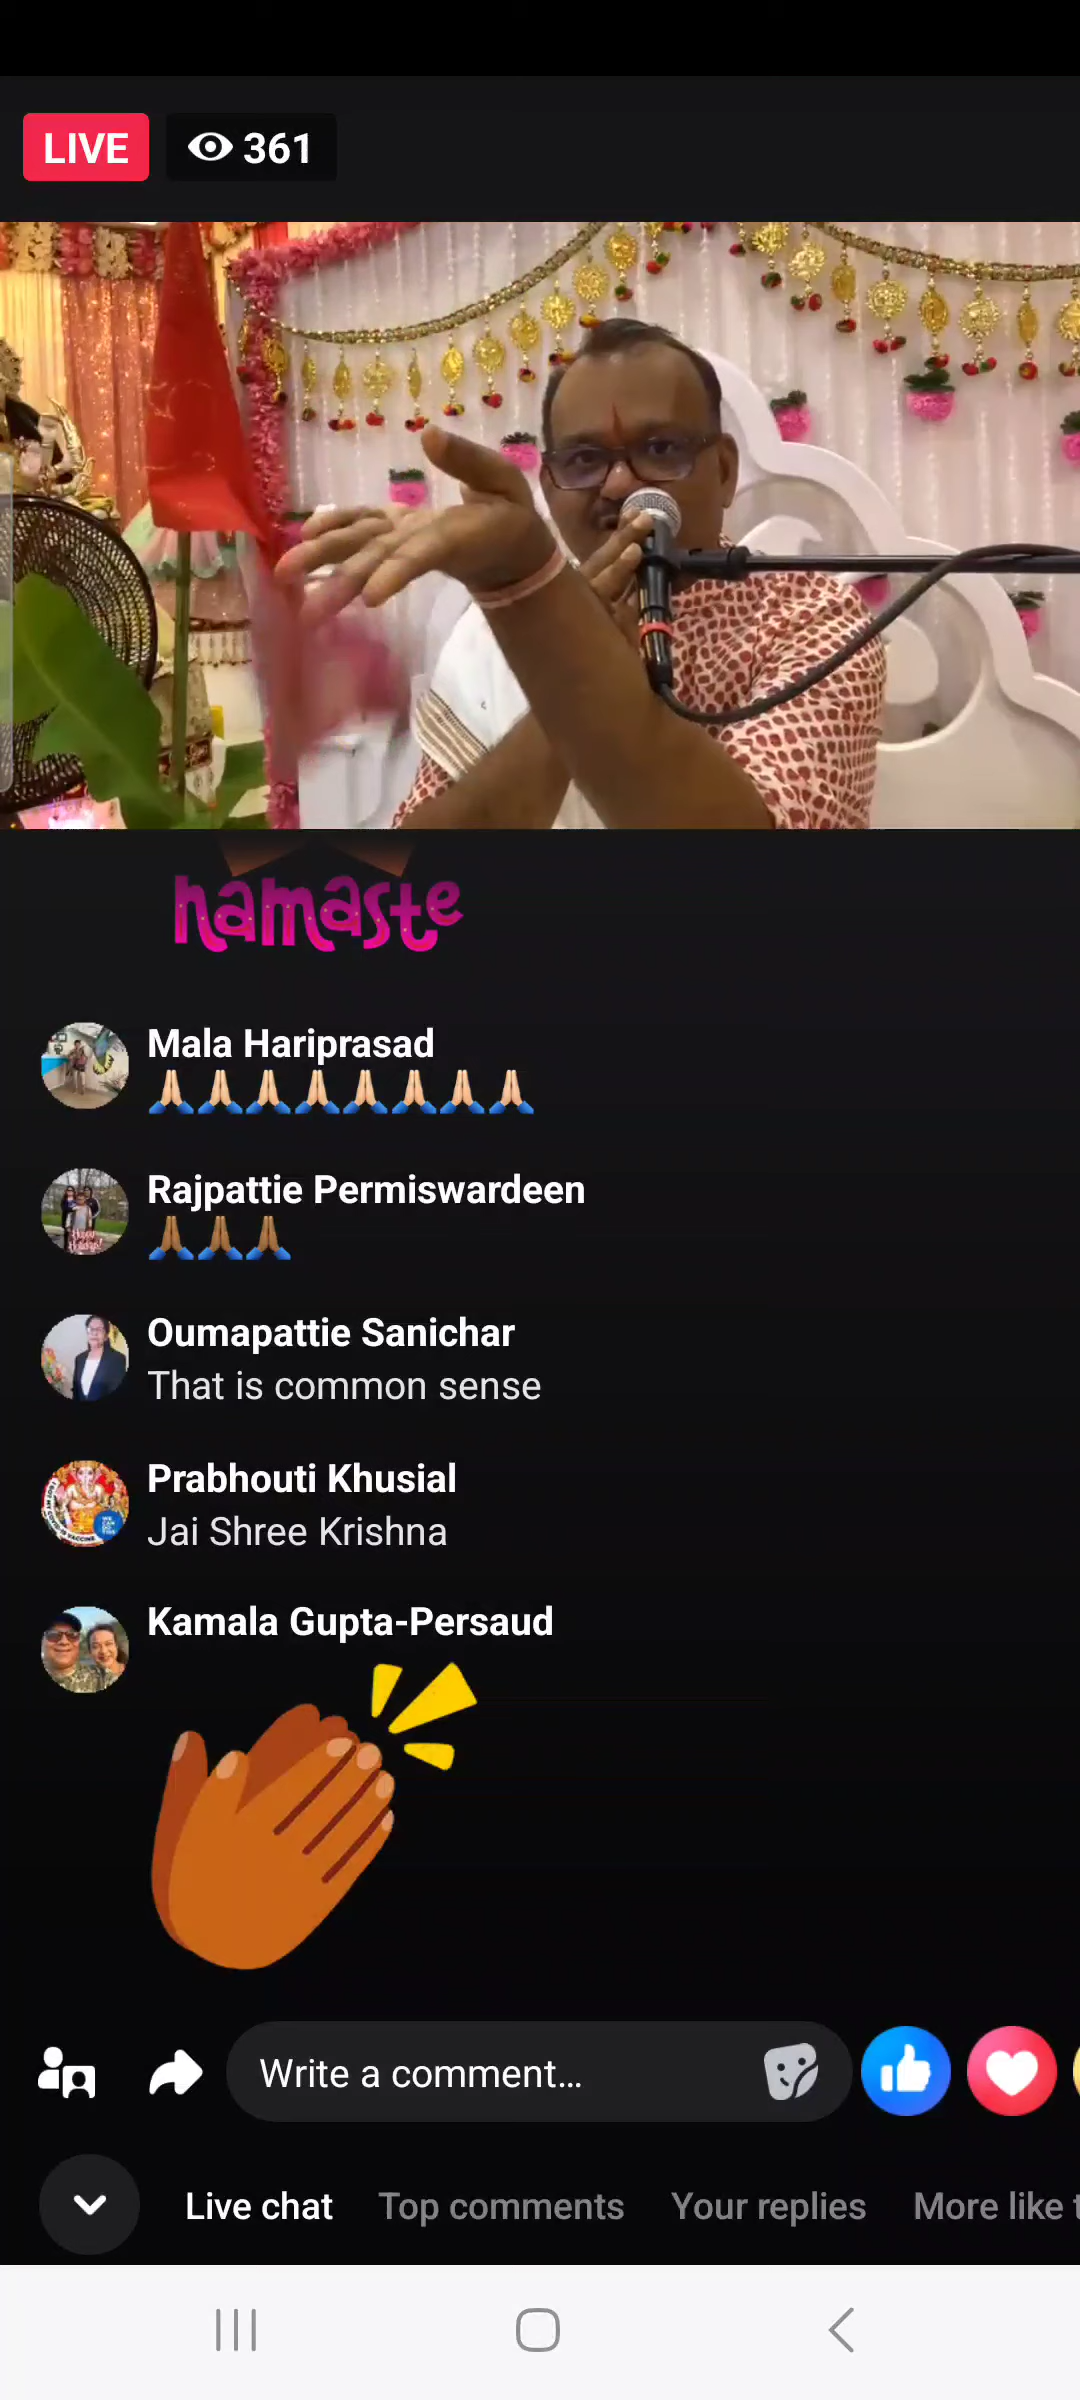 LIVE
361
namaste
Mala Hariprasad
🙏🏼🙏🏼🙏🏼🙏🏼🙏🏼🙏🏼🙏🏼🙏🏼
Rajpattie Permiswardeen
🙏🏾🙏🏾🙏🏾
Oumapattie Sanichar
That is common sense
Prabhouti Khusial
Jai Shree Krishna
Kamala Gupta-Persaud
Write a comment...
Live chat Top comments Your replies More like